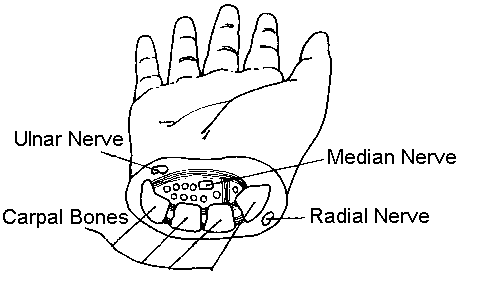 Ulnar Nerve
Median Nerve
Carpal Bones
Radial Nerve